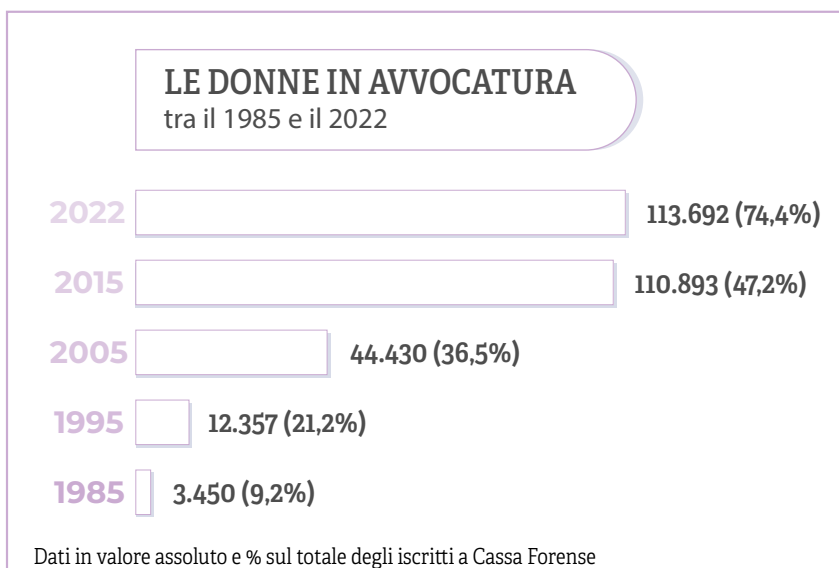 LE DONNE IN AVVOCATURA
tra il 1985 e il 2022
2022 113.692 (74,4%)
2015 110.893 (47,2%)
2005 44.430 (36,5%)
1995 12.357 (21,2%)
1985 3.450 (9,2%)
Dati in valore assoluto e % sul totale degli iscritti a Cassa Forense